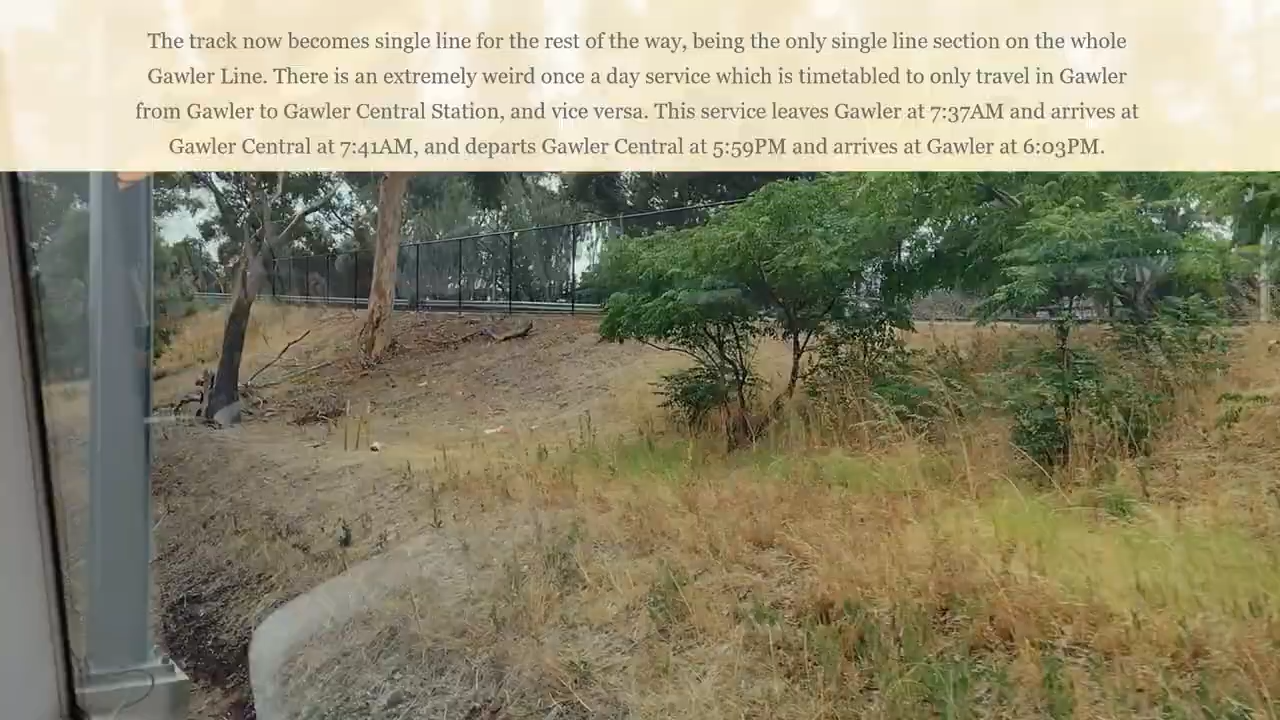 The track now becomes single line for the rest of the way, being the only single line section on the whole
Gawler Line. There is an extremely weird once a day service which is timetabled to only travel in Gawler
from Gawler to Gawler Central Station, and vice versa. This service leaves Gawler at 7:37AM and arrives at
Gawler Central at 7:41AM, and departs Gawler Central at 5:59PM and arrives at Gawler at 6:03PM.